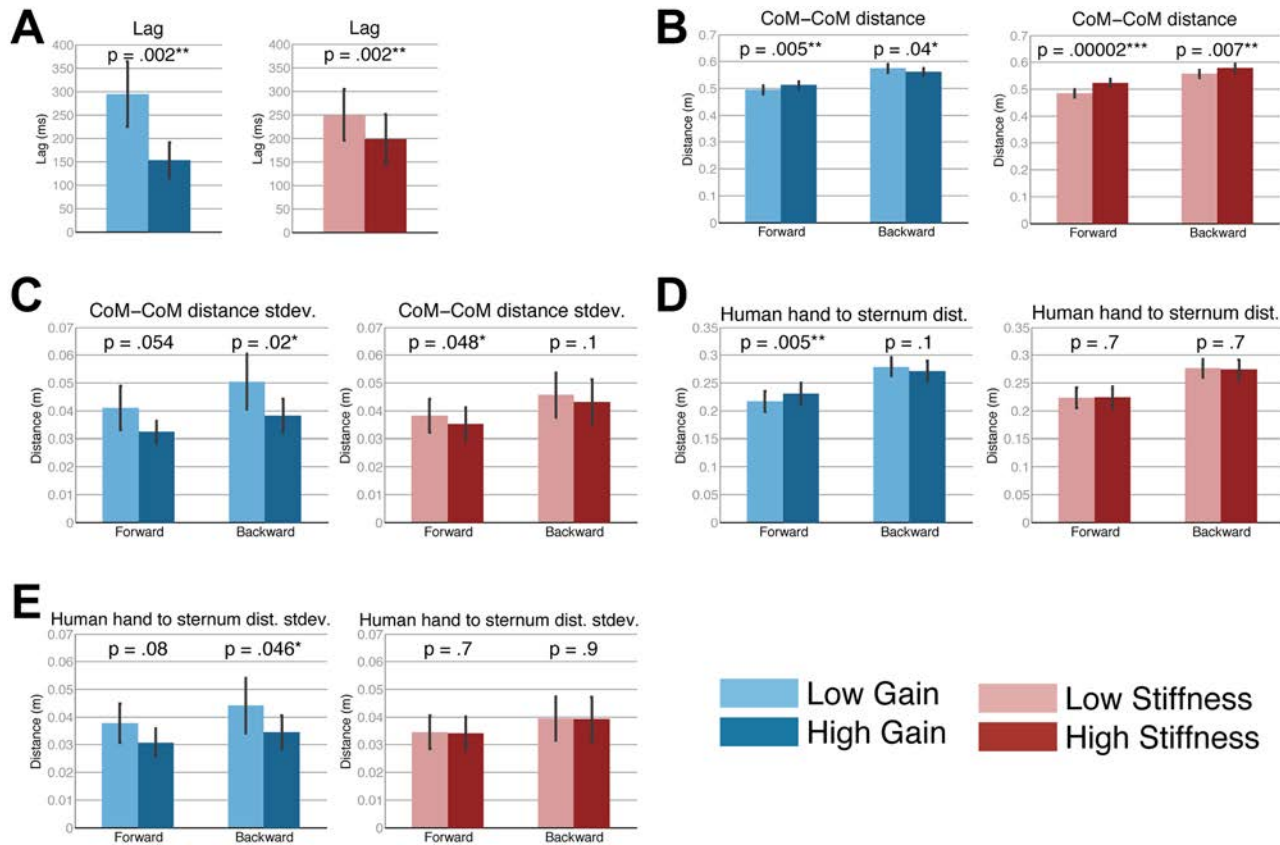 A
Lag
p = .002**
Lag (ms)
400
350
300
250
200
150
100
50
0
Lag
p = .002**
Lag (ms)
400
350
300
250
200
150
100
50
0
B
CoM-CoM distance
p = .005** p = .04*
Distance (m)
0.7
0.6
0.5
0.4
0.3
0.2
0.1
0
Forward Backward
CoM-CoM distance
p = .00002*** p = .007**
Distance (m)
0.7
0.6
0.5
0.4
0.3
0.2
0.1
0
Forward Backward
C
CoM-CoM distance stdev.
p = .054 p = .02*
Distance (m)
0.07
0.06
0.05
0.04
0.03
0.02
0.01
0
Forward Backward
CoM-CoM distance stdev.
p = .048* p = .1
Distance (m)
0.07
0.06
0.05
0.04
0.03
0.02
0.01
0
Forward Backward
D
Human hand to sternum dist.
p = .005** p = .1
Distance (m)
0.35
0.3
0.25
0.2
0.15
0.1
0.05
0
Forward Backward
Human hand to sternum dist.
p = .7 p = .7
Distance (m)
0.35
0.3
0.25
0.2
0.15
0.1
0.05
0
Forward Backward
E
Human hand to sternum dist. stdev.
p = .08 p = .046*
Distance (m)
0.07
0.06
0.05
0.04
0.03
0.02
0.01
0
Forward Backward
Human hand to sternum dist. stdev.
p = .7 p = .9
Distance (m)
0.07
0.06
0.05
0.04
0.03
0.02
0.01
0
Forward Backward
Low Gain
High Gain
Low Stiffness
High Stiffness